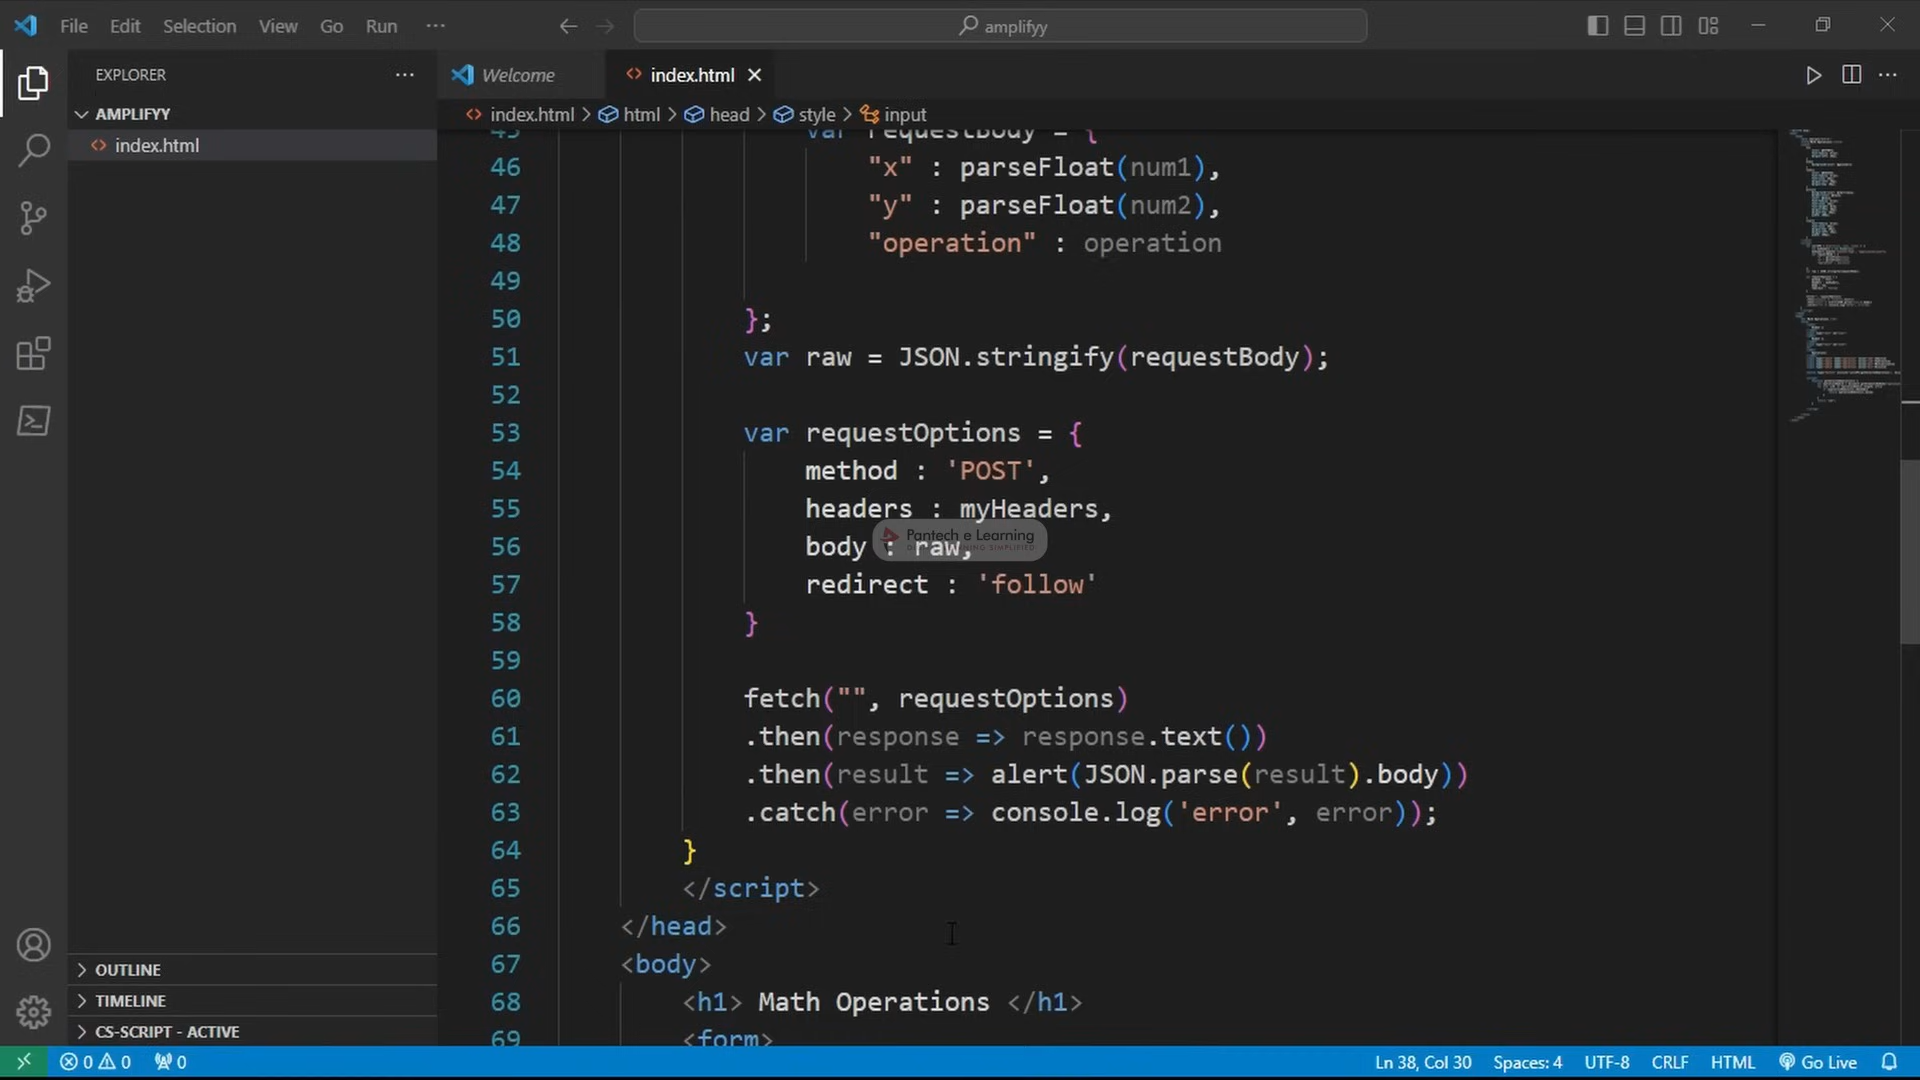 File Edit Selection View Go Run ···
amplifyy
EXPLORER
Welcome
index.html
AMPLIFYY
index.html > html > head > style > input
index.html
45 var requestBody = {
46 "x" : parseFloat(num1),
47 "y" : parseFloat(num2),
48 "operation" : operation
49
50 };
51 var raw = JSON.stringify(requestBody);
52
53 var requestOptions = {
54 method : 'POST',
55 headers : myHeaders,
Pantech e Learning
56 body : raw,
57 redirect : 'follow'
58 }
59
60 fetch("", requestOptions)
61 .then(response => response.text())
62 .then(result => alert(JSON.parse(result).body))
63 .catch(error => console.log('error', error));
64 }
65 </script>
66 </head>
67 <body>
68 <h1> Math Operations </h1>
69 <form>
OUTLINE
TIMELINE
CS-SCRIPT - ACTIVE
0 0 0
Ln 38, Col 30 Spaces: 4 UTF-8 CRLF HTML Go Live